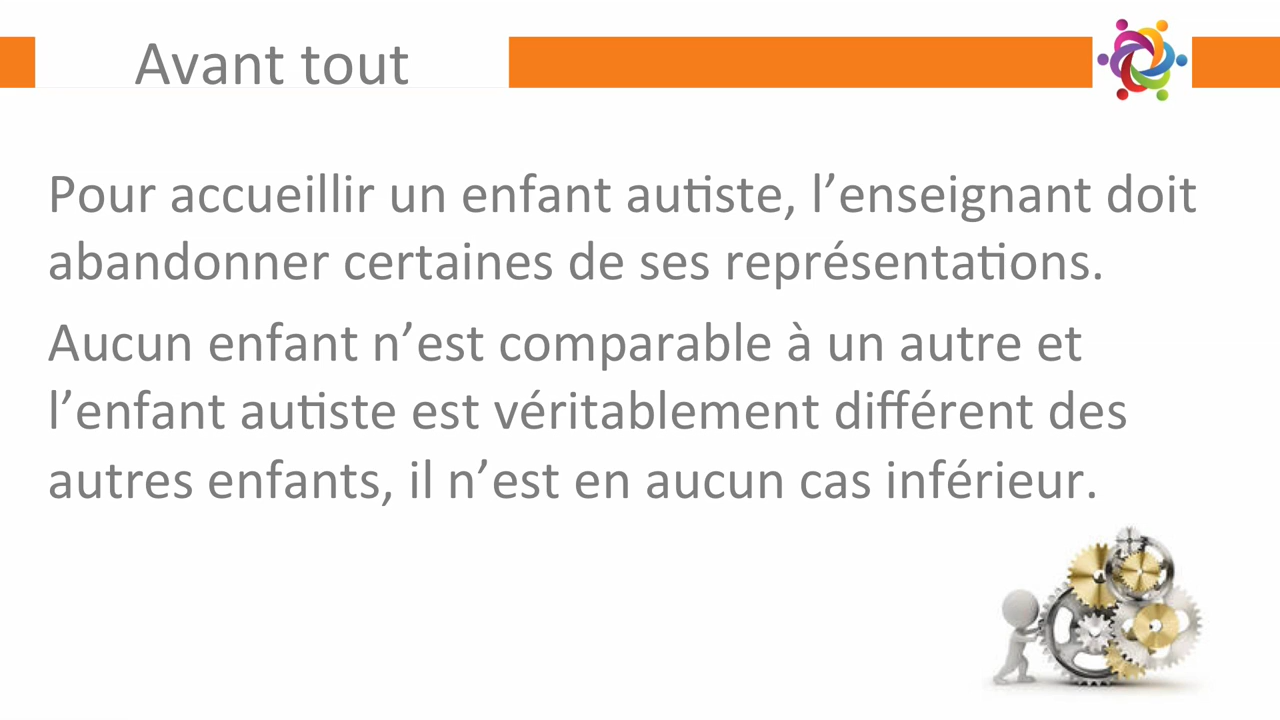 Avant tout
Pour accueillir un enfant autiste, l’enseignant doit
abandonner certaines de ses représentations.
Aucun enfant n’est comparable à un autre et
l’enfant autiste est véritablement différent des
autres enfants, il n’est en aucun cas inférieur.